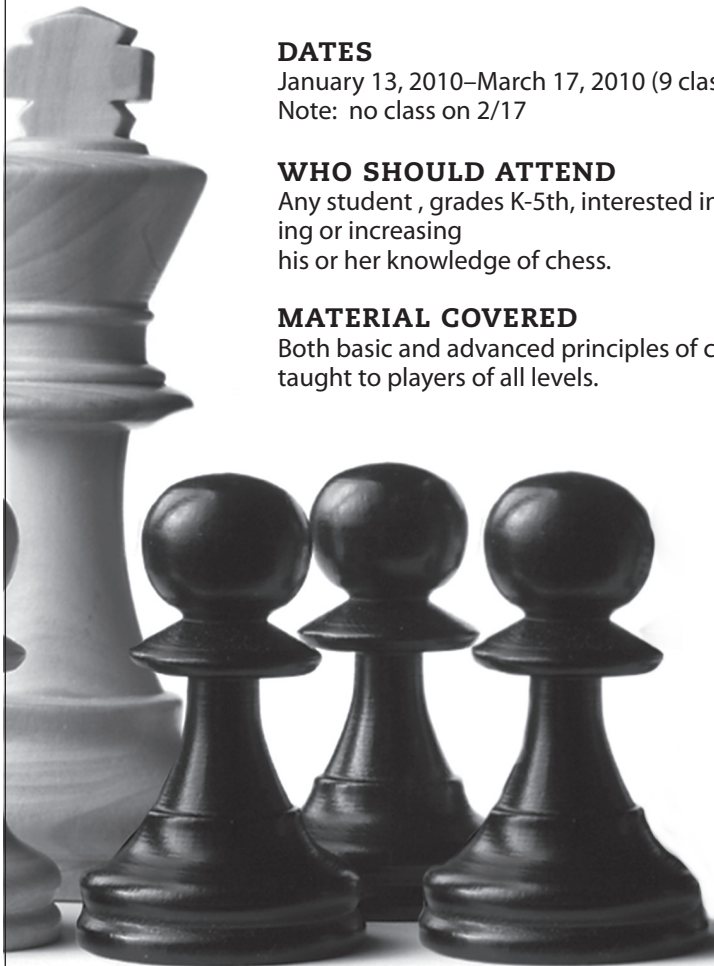 DATES
January 13, 2010–March 17, 2010 (9
Note: no class on 2/17
WHO SHOULD ATTEND
Any student , grades K-5th, interested
ing or increasing
his or her knowledge of chess.
MATERIAL COVERED
Both basic and advanced principles of
taught to players of all levels.